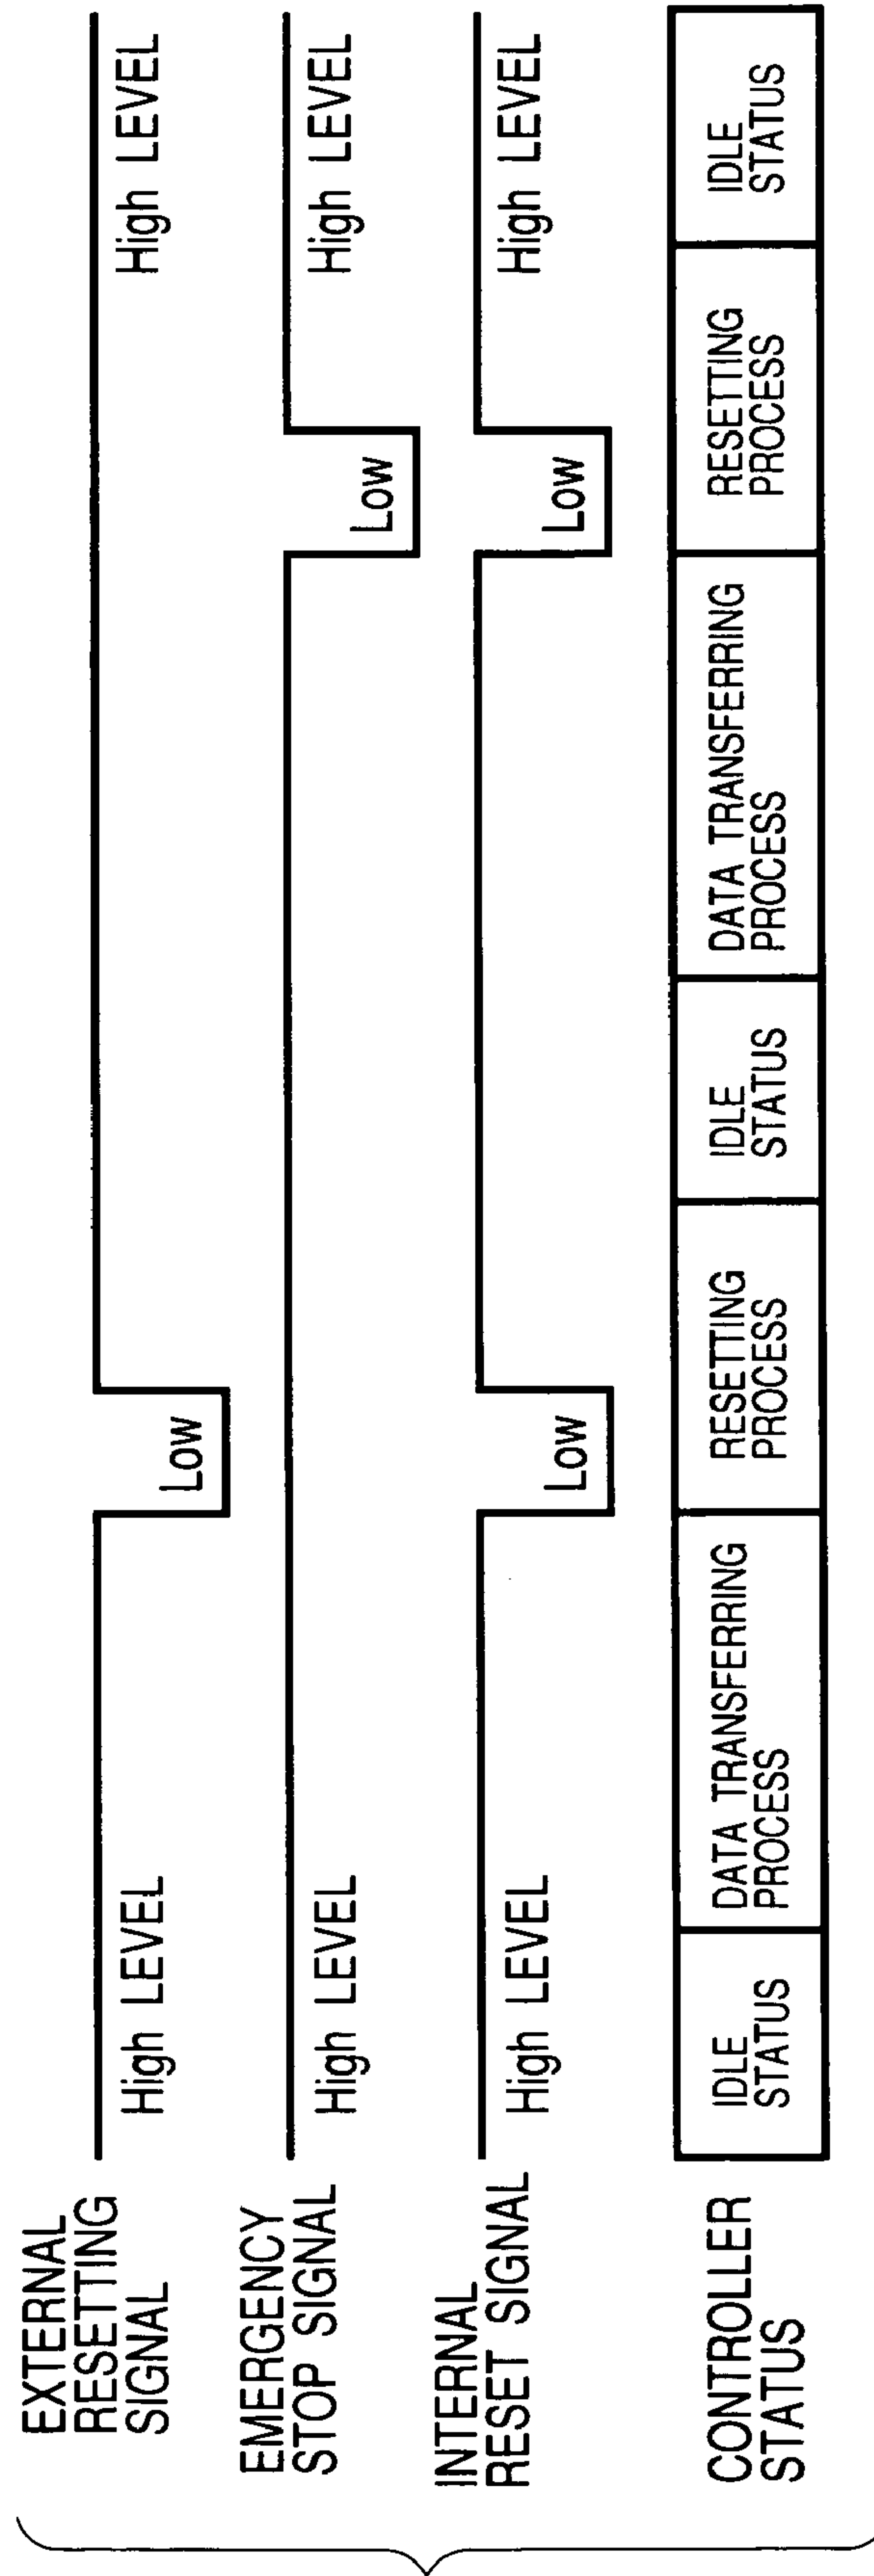 EXTERNAL
RESETTING
SIGNAL
High LEVEL
Low
High LEVEL
EMERGENCY
STOP SIGNAL
High LEVEL
Low
High LEVEL
INTERNAL
RESET SIGNAL
High LEVEL
Low
Low
High LEVEL
CONTROLLER
STATUS
IDLE
STATUS
DATA TRANSFERRING
PROCESS
RESETTING
PROCESS
IDLE
STATUS
DATA TRANSFERRING
PROCESS
RESETTING
PROCESS
IDLE
STATUS